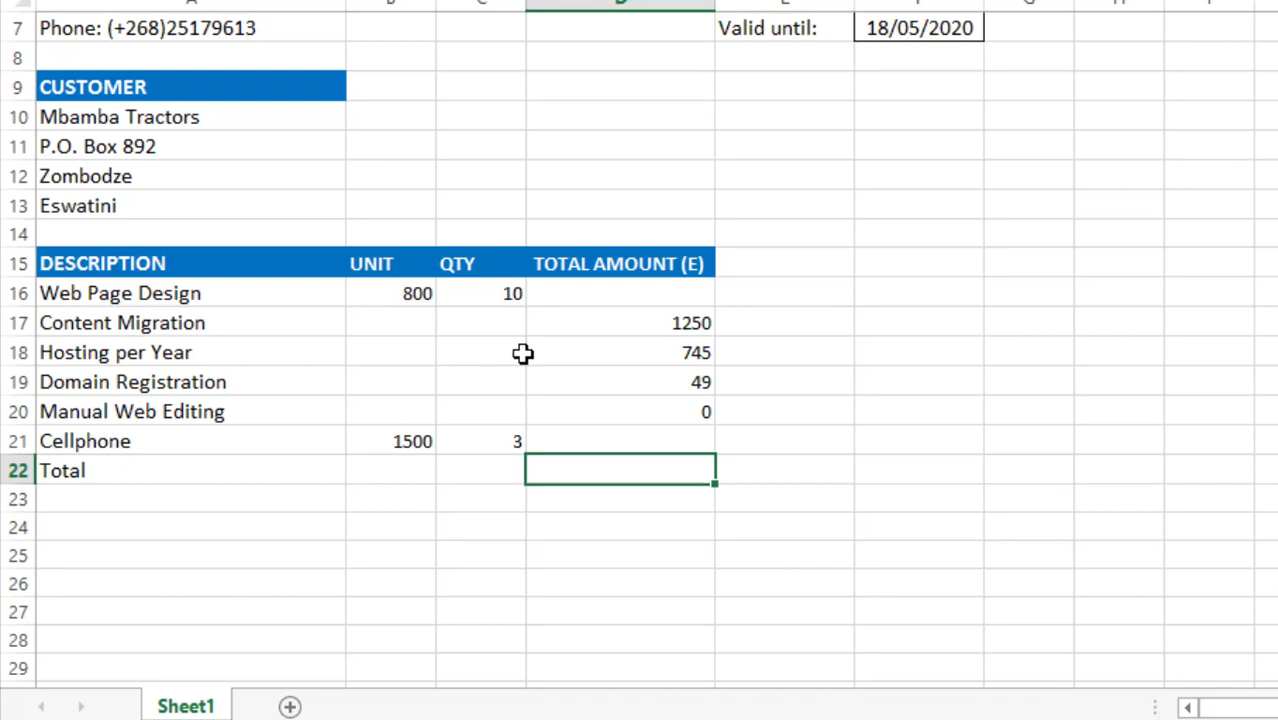 7 Phone: (+268)25179613 Valid until: 18/05/2020
8
9 CUSTOMER
10 Mbamba Tractors
11 P.O. Box 892
12 Zombodze
13 Eswatini
14
15 DESCRIPTION UNIT QTY TOTAL AMOUNT (E)
16 Web Page Design 800 10
17 Content Migration 1250
18 Hosting per Year 745
19 Domain Registration 49
20 Manual Web Editing 0
21 Cellphone 1500 3
22 Total
23
24
25
26
27
28
29
Sheet1